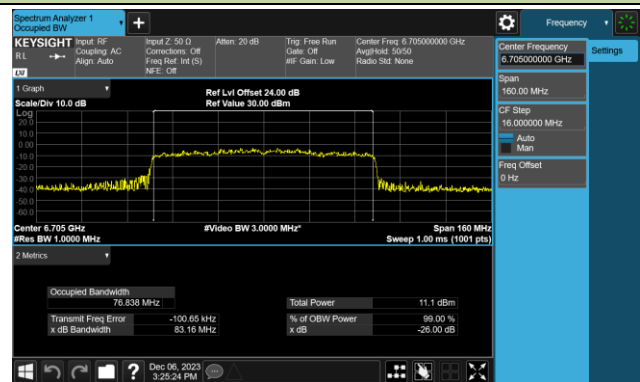 Spectrum Analyzer 1
Occupied BW
+
Frequency
KEYSIGHT
RL
LXI
Input: RF
Coupling: AC
Align: Auto
Input Z: 50 Ω
Corrections: Off
Freq Ref: Int (S)
NFE: Off
Atten: 20 dB
Trig: Free Run
Gate: Off
#IF Gain: Low
Center Freq: 6.705000000 GHz
Avg|Hold: 50/50
Radio Std: None
Center Frequency
6.705000000 GHz
Settings
Span
160.00 MHz
CF Step
16.000000 MHz
Auto
Man
Freq Offset
0 Hz
1 Graph
Scale/Div 10.0 dB
Ref Lvl Offset 24.00 dB
Ref Value 30.00 dBm
Log
20.0
10.0
0.00
-10.0
-20.0
-30.0
-40.0
-50.0
-60.0
Center 6.705 GHz
#Video BW 3.0000 MHz*
Span 160 MHz
#Res BW 1.0000 MHz
Sweep 1.00 ms (1001 pts)
2 Metrics
Occupied Bandwidth
76.838 MHz
Total Power 11.1 dBm
Transmit Freq Error -100.65 kHz
% of OBW Power 99.00 %
x dB Bandwidth 83.16 MHz
x dB -26.00 dB
?
Dec 06, 2023
3:25:24 PM